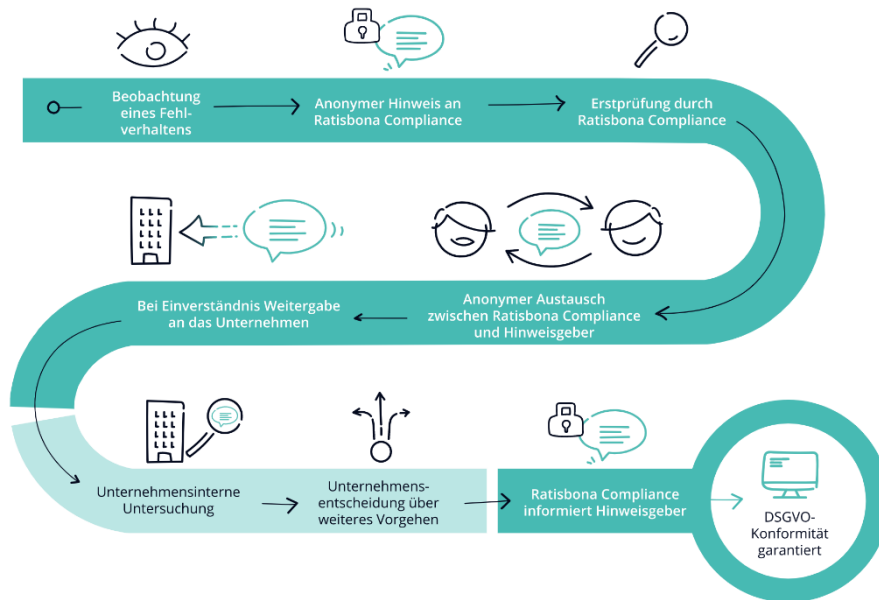 Beobachtung
eines Fehl-
verhaltens
Anonymer Hinweis an
Ratisbona Compliance
Erstprüfung durch
Ratisbona Compliance
Anonymer Austausch
zwischen Ratisbona Compliance
und Hinweisgeber
Bei Einverständnis Weitergabe
an das Unternehmen
Unternehmensinterne
Untersuchung
Unternehmens-
entscheidung über
weiteres Vorgehen
Ratisbona Compliance
informiert Hinweisgeber
DSGVO-
Konformität
garantiert